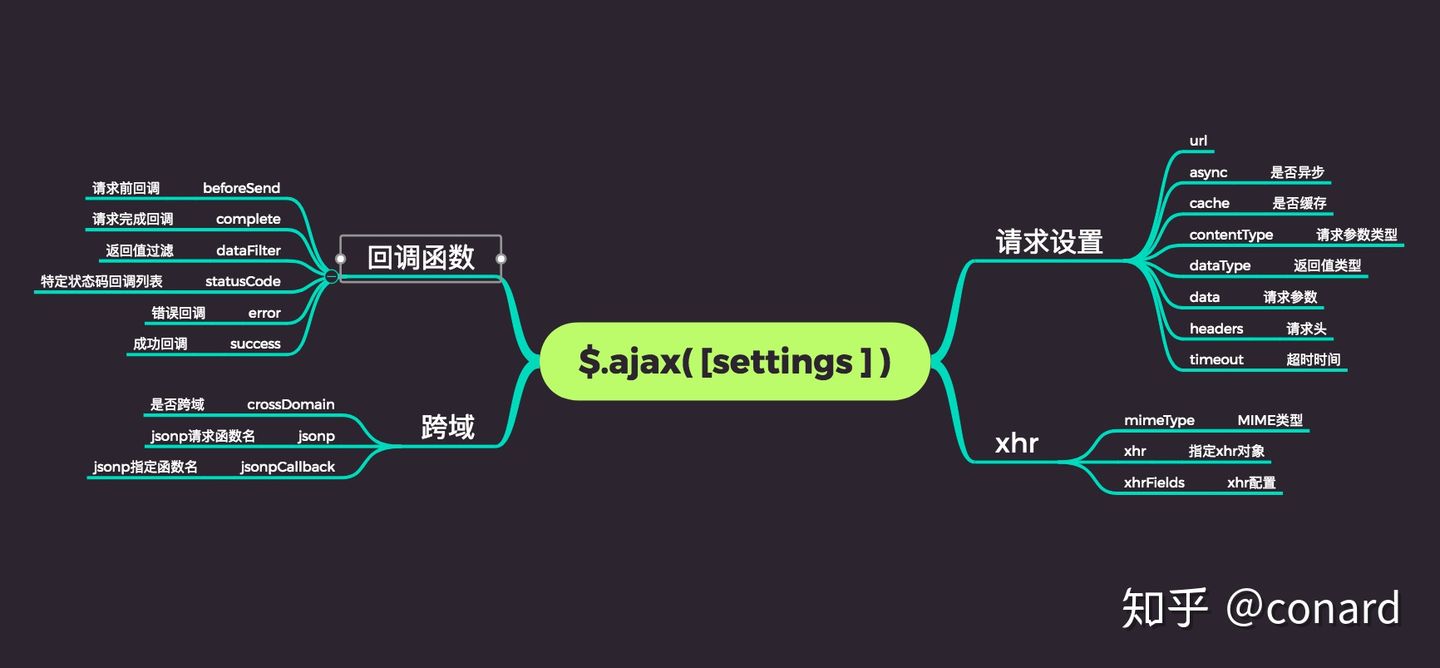 $.ajax( [settings ] )
回调函数
请求前回调 beforeSend
请求完成回调 complete
返回值过滤 dataFilter
特定状态码回调列表 statusCode
错误回调 error
成功回调 success
跨域
是否跨域 crossDomain
jsonp请求函数名 jsonp
jsonp指定函数名 jsonpCallback
请求设置
url
async 是否异步
cache 是否缓存
contentType 请求参数类型
dataType 返回值类型
data 请求参数
headers 请求头
timeout 超时时间
xhr
mimeType MIME类型
xhr 指定xhr对象
xhrFields xhr配置
知乎 @conard